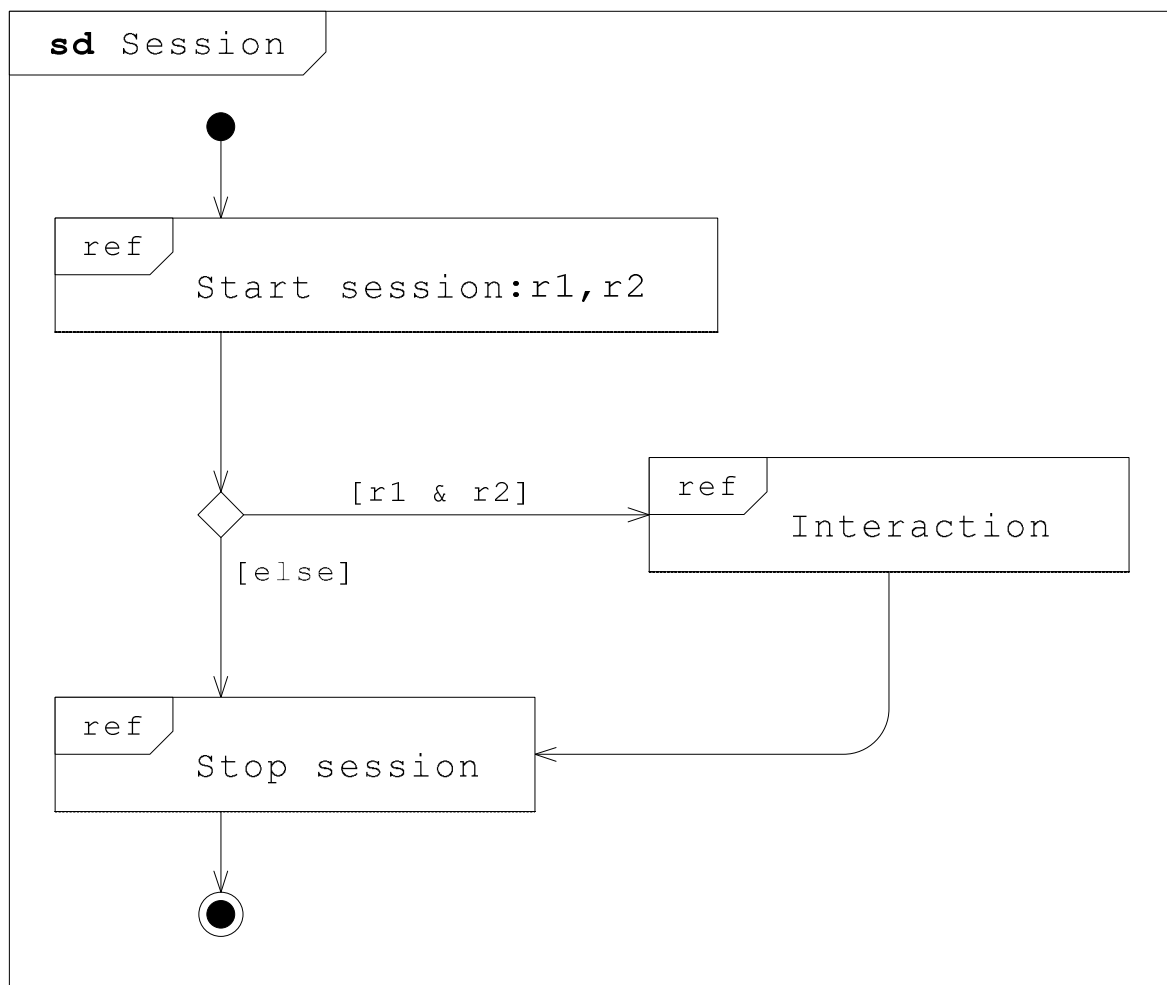 sd Session
ref
Start session:r1,r2
[r1 & r2]
ref
Interaction
[else]
ref
Stop session